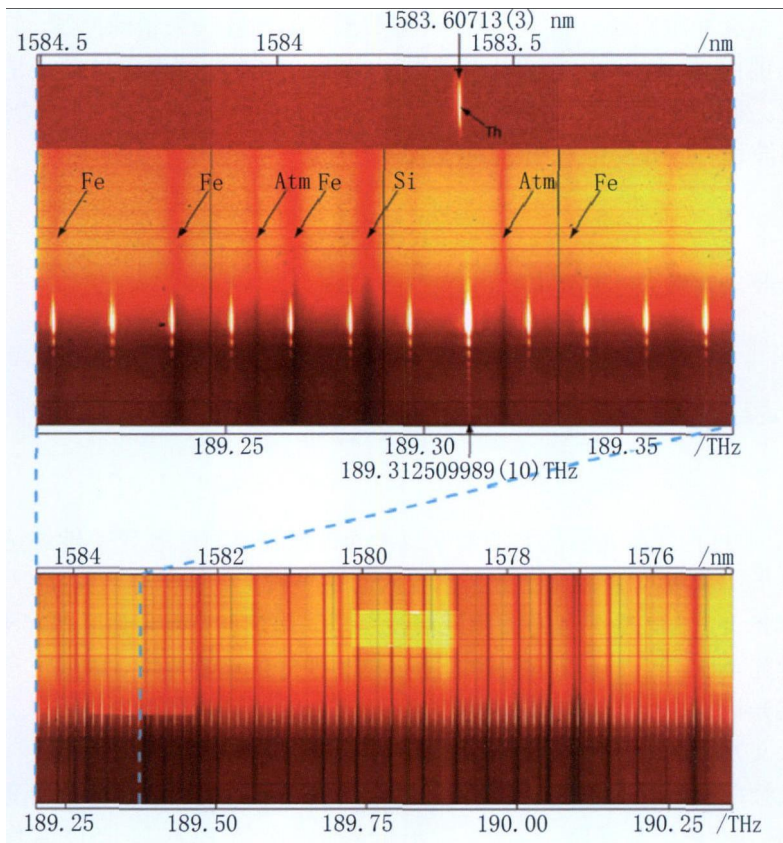 1583.60713(3) nm
1584.5 1584 1583.5 /nm
Th
Fe Fe Atm Fe Si Atm Fe
189.25 189.30 189.35 /THz
189.312509989(10)THz
1584 1582 1580 1578 1576 /nm
189.25 189.50 189.75 190.00 190.25 /THz